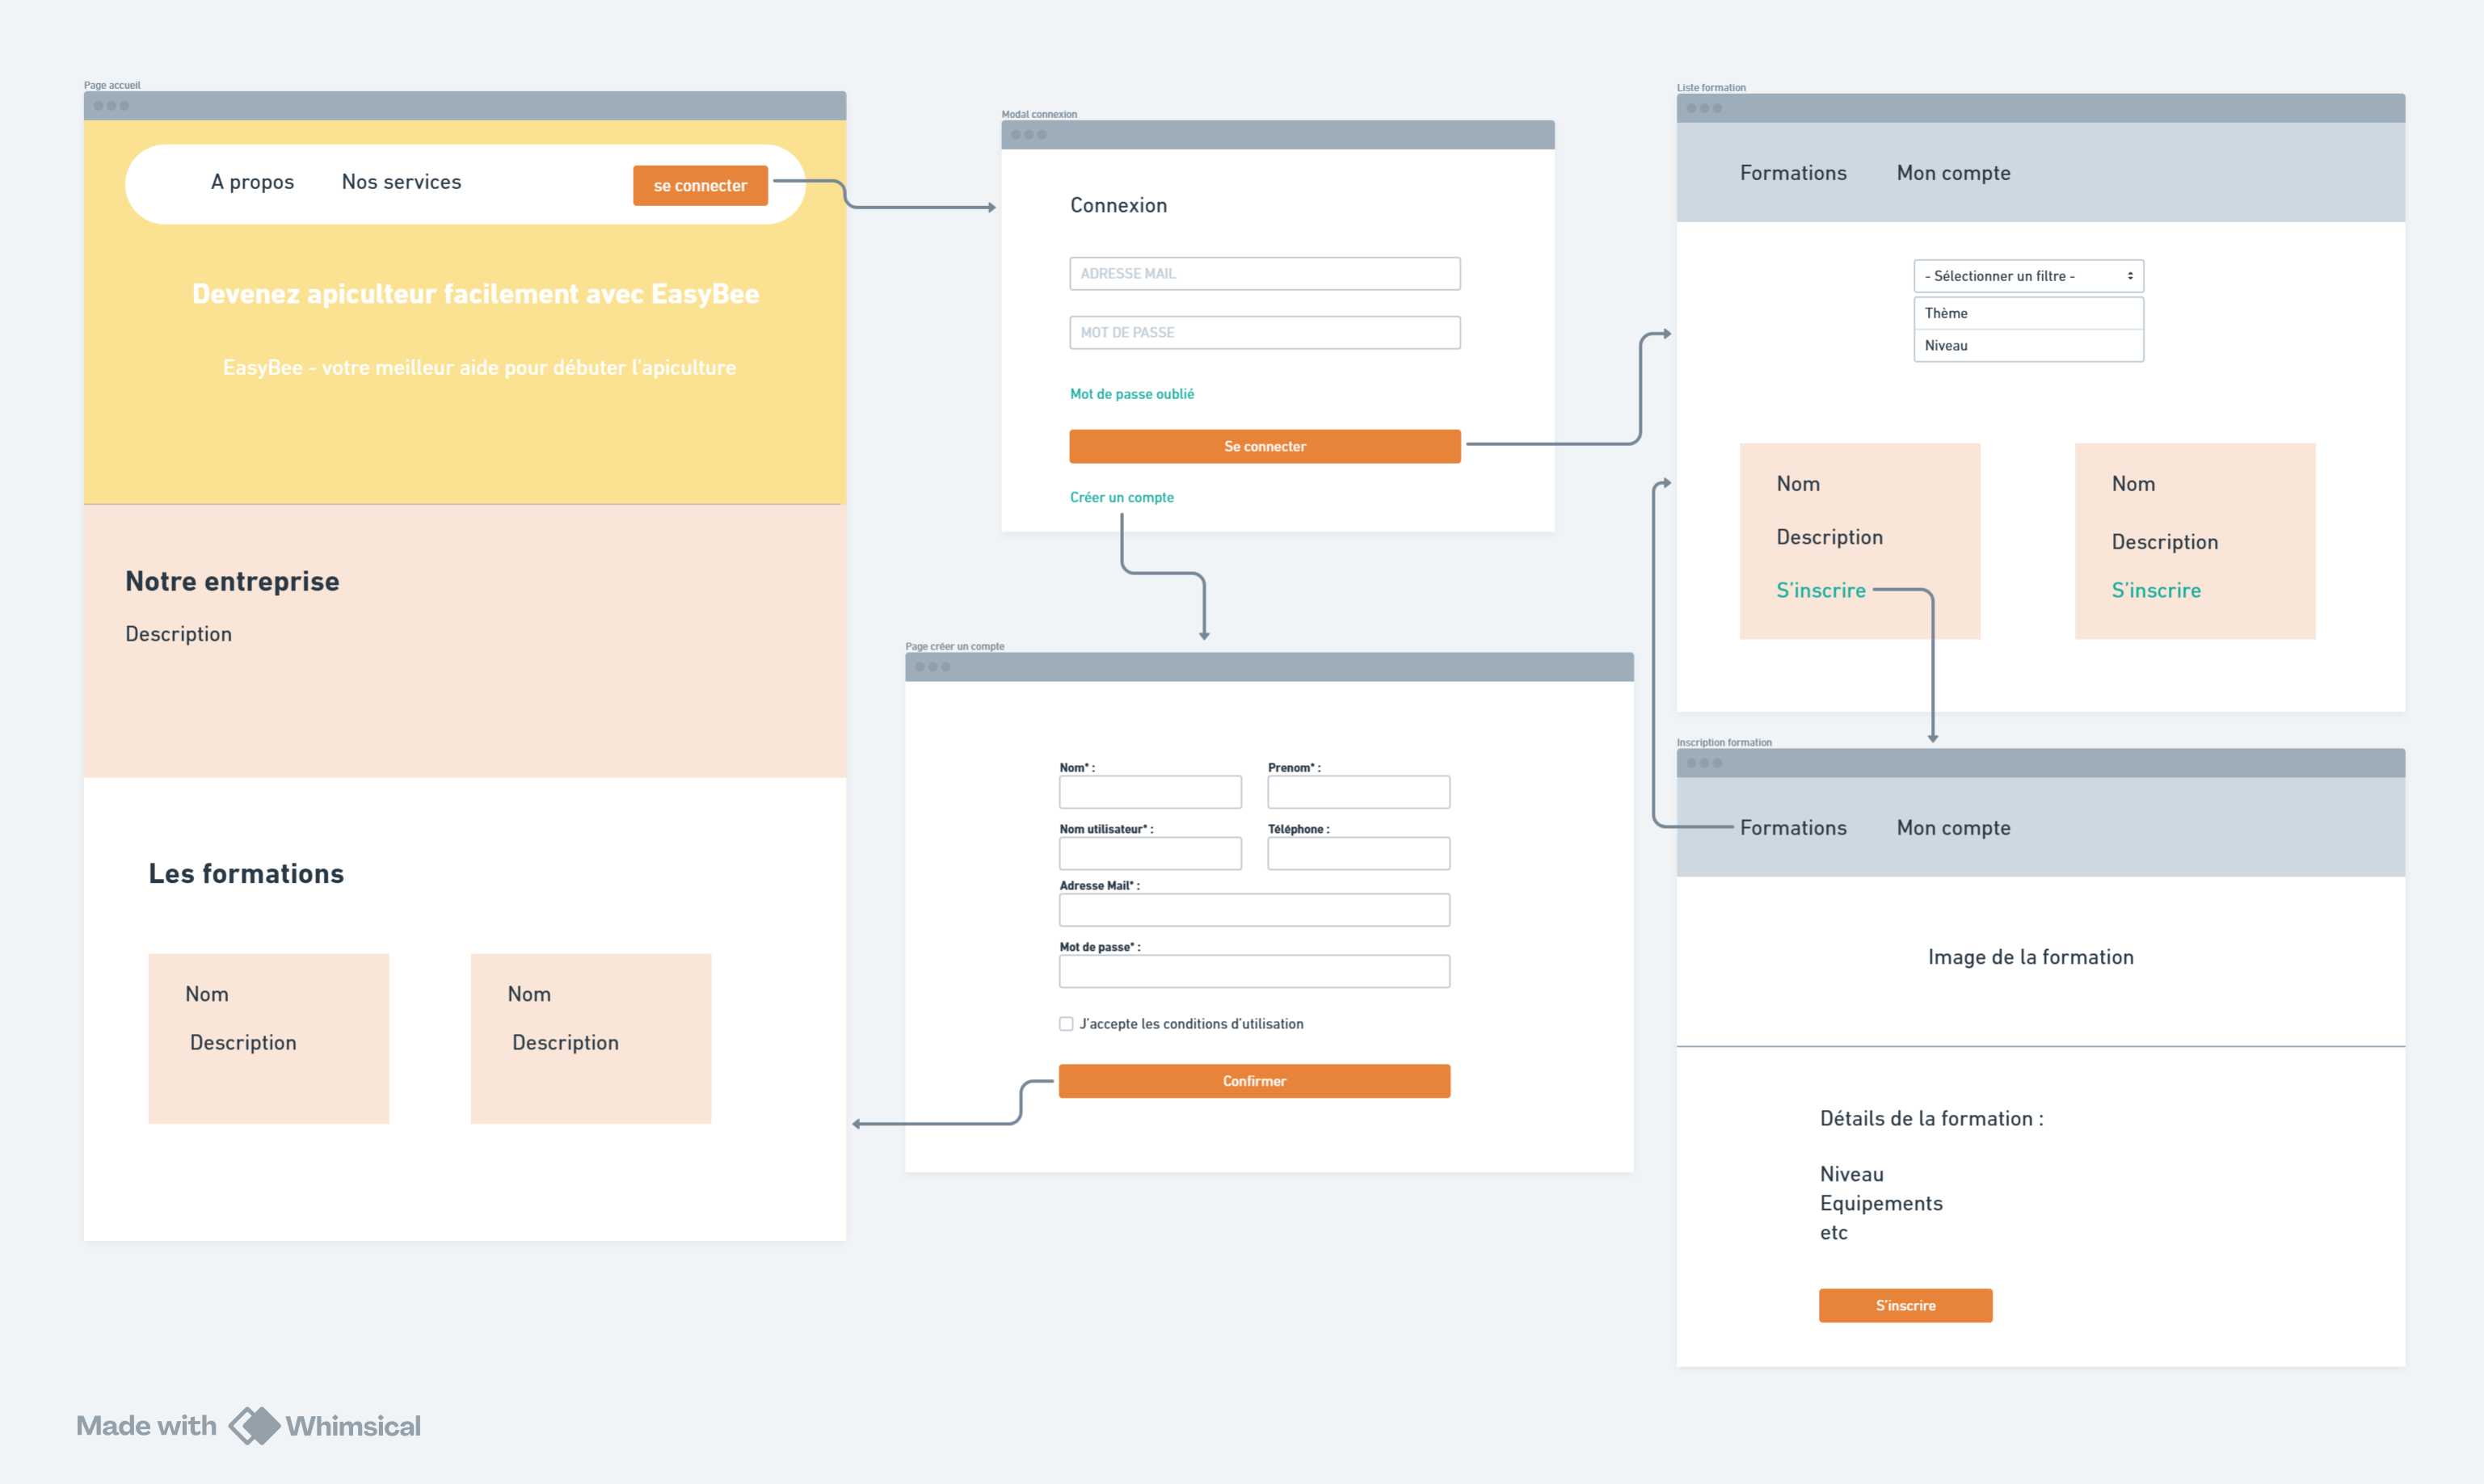 Page accueil
A propos
Nos services
se connecter
Devenez apiculteur facilement avec EasyBee
EasyBee - votre meilleur aide pour débuter l'apiculture
Notre entreprise
Description
Les formations
Nom
Description
Nom
Description
Modal connexion
Connexion
ADRESSE MAIL
MOT DE PASSE
Mot de passe oublié
Se connecter
Créer un compte
Page créer un compte
Nom* :
Prenom* :
Nom utilisateur* :
Téléphone :
Adresse Mail* :
Mot de passe* :
J'accepte les conditions d'utilisation
Confirmer
Liste formation
Formations
Mon compte
- Sélectionner un filtre -
Thème
Niveau
Nom
Description
S'inscrire
Nom
Description
S'inscrire
Inscription formation
Formations
Mon compte
Image de la formation
Détails de la formation :
Niveau
Equipements
etc
S'inscrire
Made with Whimsical